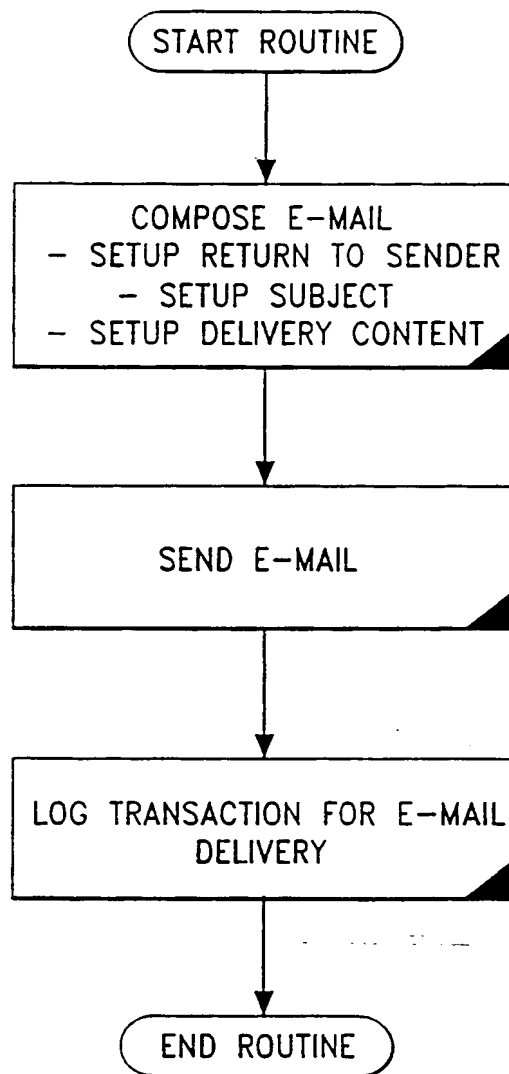 START ROUTINE
COMPOSE E-MAIL
- SETUP RETURN TO SENDER
- SETUP SUBJECT
- SETUP DELIVERY CONTENT
SEND E-MAIL
LOG TRANSACTION FOR E-MAIL
DELIVERY
END ROUTINE